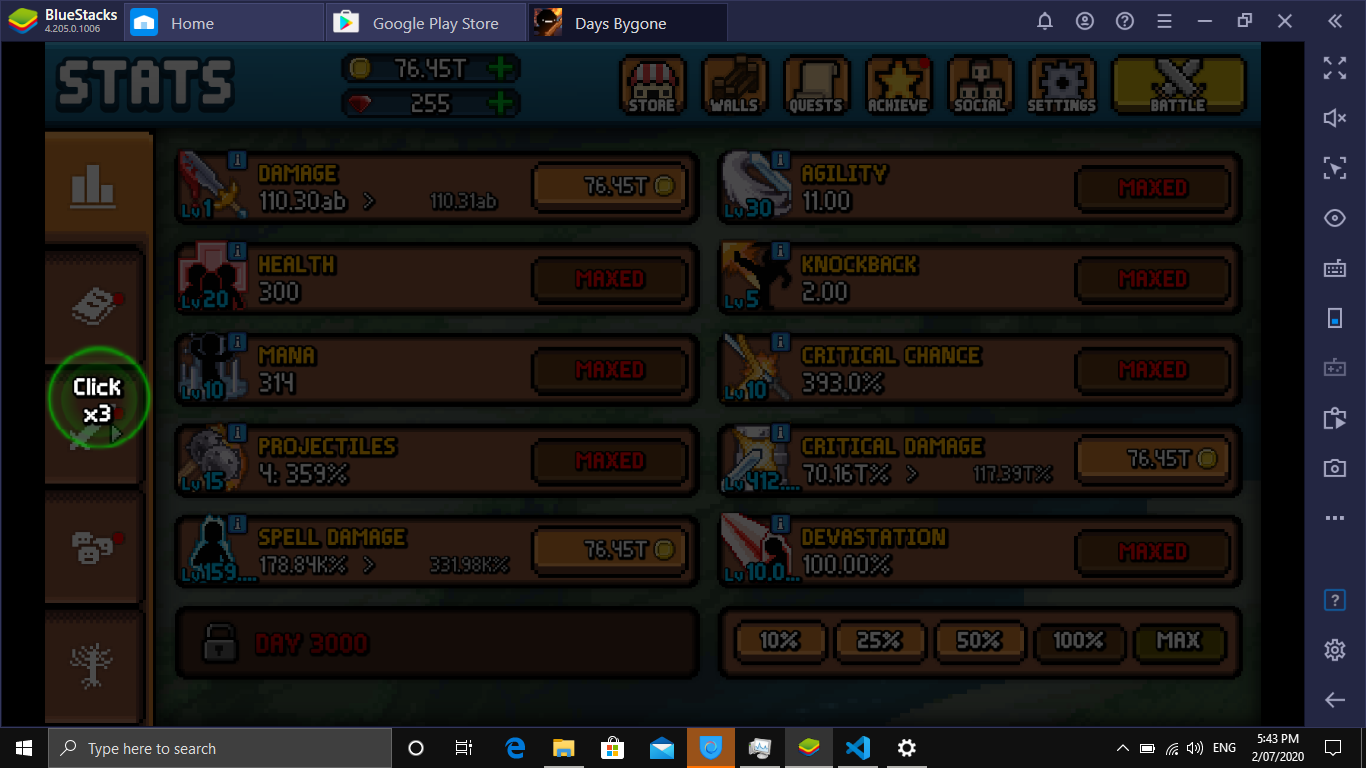 BlueStacks
4.205.0.1006
Home
Google Play Store
Days Bygone
STATS
76.45T
255
STORE
WALLS
QUESTS
ACHIEVE
SOCIAL
SETTINGS
BATTLE
DAMAGE
110.30ab > 110.31ab
Lv1
76.45T
AGILITY
11.00
Lv30
MAXED
HEALTH
300
Lv20
MAXED
KNOCKBACK
2.00
Lv5
MAXED
MANA
314
Lv10
MAXED
CRITICAL CHANCE
393.0%
Lv10
MAXED
Click
x3
PROJECTILES
4: 359%
Lv15
MAXED
CRITICAL DAMAGE
70.16T% > 117.39T%
Lv412....
76.45T
SPELL DAMAGE
178.84K% > 331.98K%
Lv159....
76.45T
DEVASTATION
100.00%
Lv10.0...
MAXED
DAY 3000
10% 25% 50% 100% MAX
Type here to search
ENG
5:43 PM
2/07/2020